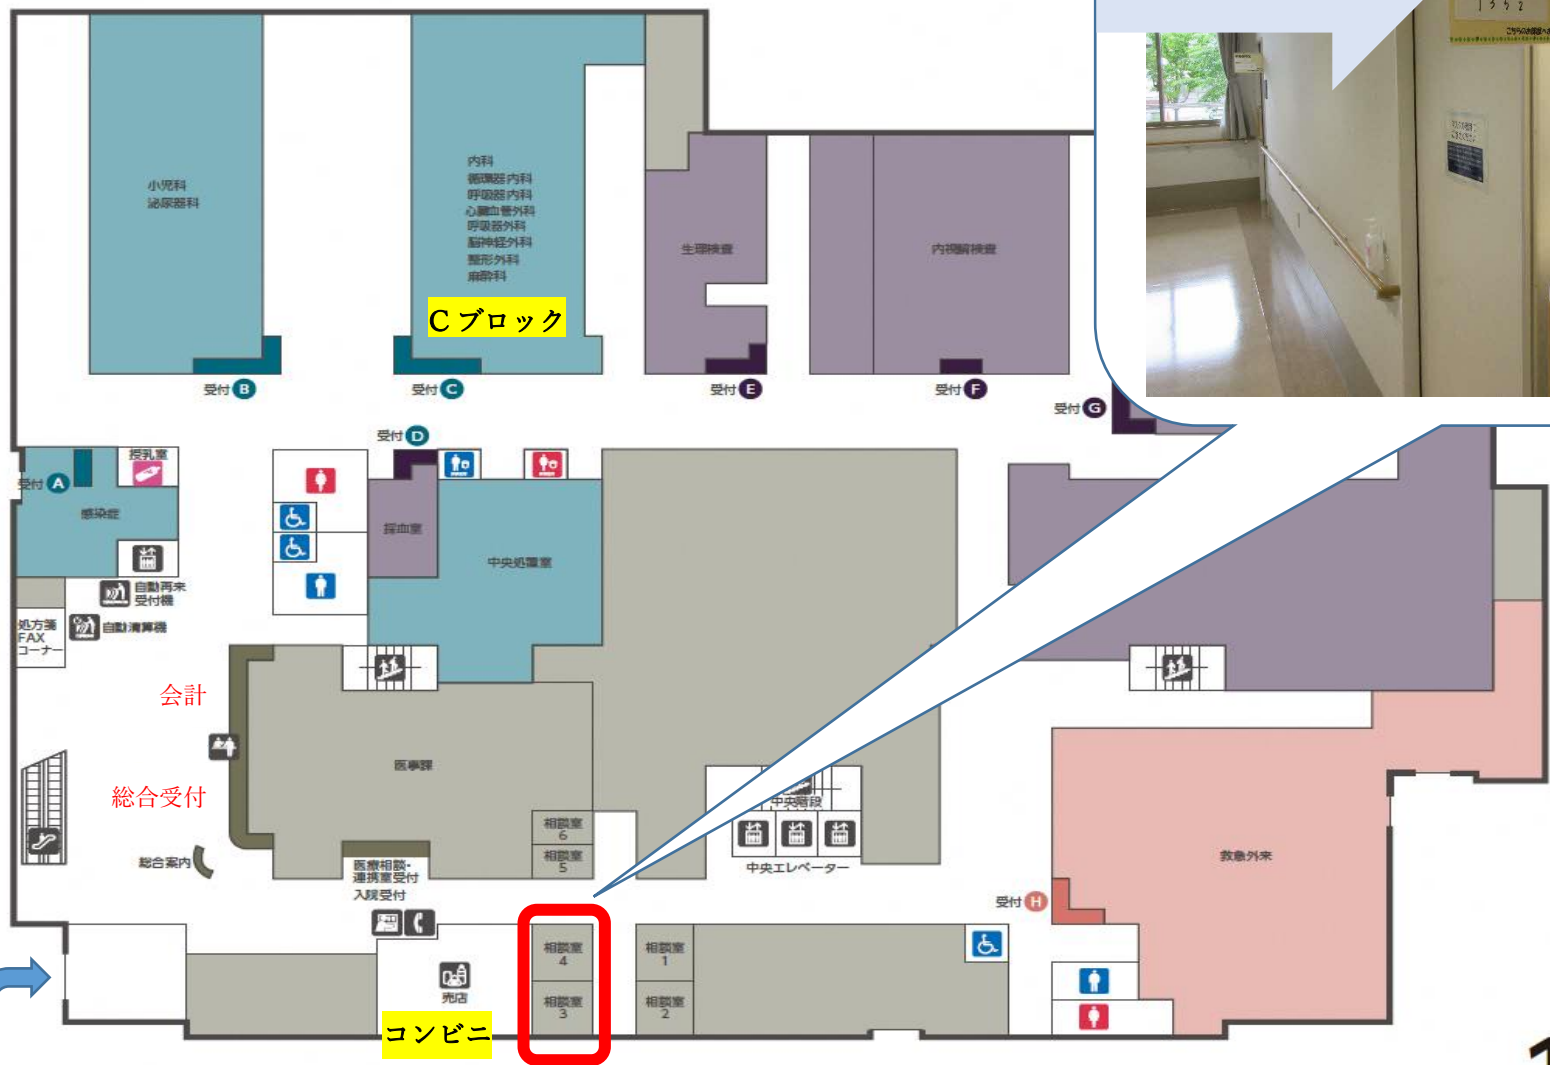 小児科
泌尿器科
内科
循環器内科
呼吸器内科
心臓血管外科
呼吸器外科
脳神経外科
整形外科
麻酔科
Cブロック
生理検査
内視鏡検査
受付 B
受付 C
受付 E
受付 F
受付 G
受付 D
授乳室
受付 A
感染症
採血室
中央処置室
自動再来
受付機
処方箋
FAX
コーナー
自動清算機
会計
総合受付
医事課
総合案内
医療相談・
連携室受付
入院受付
相談室
6
相談室
5
中央階段
中央エレベーター
救急外来
受付 H
相談室
4
相談室
3
相談室
1
相談室
2
売店
コンビニ